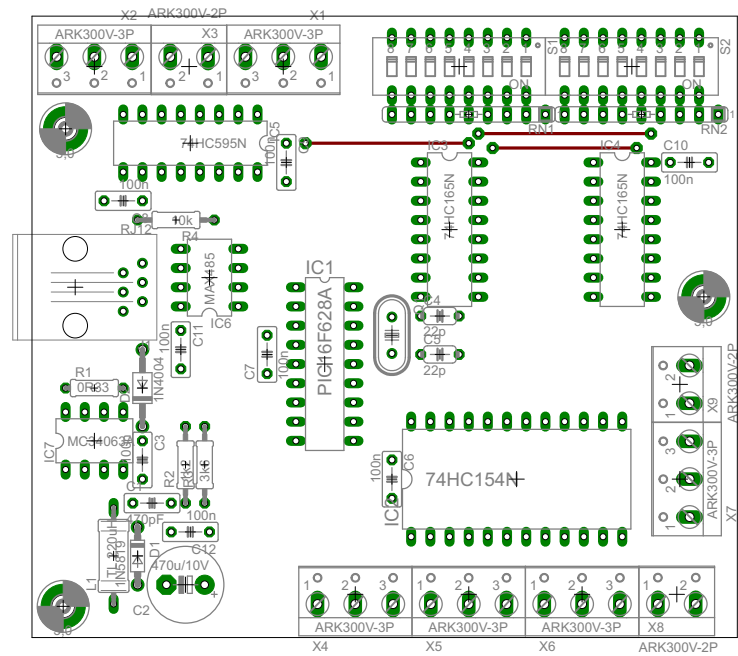 X2 ARK300V-2P X1
ARK300V-3P X3 ARK300V-3P
3 2 1 2 1 3 2 1
8 7 6 5 4 3 2 1 S1 8 7 6 5 4 3 2 1 S2
ON ON
RN1 1 RN2
3,0
74HC595N
C5
100n
IC3 IC4 C10
100n
74HC165N 74HC165N
100n
RJ12
R4
MAX485
IC6
IC1
PIC16F628A
C4
22p
C5
22p
3,0
C11
100n
C7
100n
R1
0R33
1N4004
IC7
C3
100n
R2
3k3
C6
100n
74HC154N
ARK300V-2P
X9
2
1
ARK300V-3P
X7
3
2
1
470pF
100n
C12
L1
1N5819
D1
470u/10V
C2
+
3,0
1 2 3 1 2 3 1 2 3 1 2
ARK300V-3P ARK300V-3P ARK300V-3P X8
X4 X5 X6 ARK300V-2P